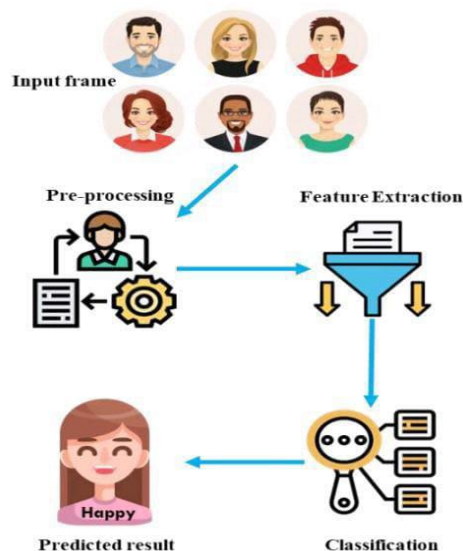 Input frame
Pre-processing
Feature Extraction
Happy
Predicted result
Classification